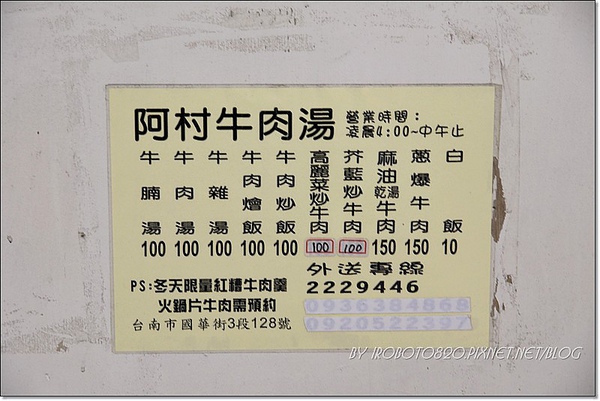 阿村牛肉湯
營業時間：
凌晨4:00~中午止
牛腩湯 100
牛肉湯 100
牛雜湯 100
牛肉燴飯 100
牛肉炒飯 100
高麗菜炒牛肉 100
芥藍炒牛肉 100
麻油乾湯牛肉 150
蔥爆牛肉 150
白飯 10
外送專線
2229446
0936384868
0920522397
PS:冬天限量紅糟牛肉羹
火鍋片牛肉需預約
台南市國華街3段128號
BY IROBOT0820.PIXNET.NET/BLOG